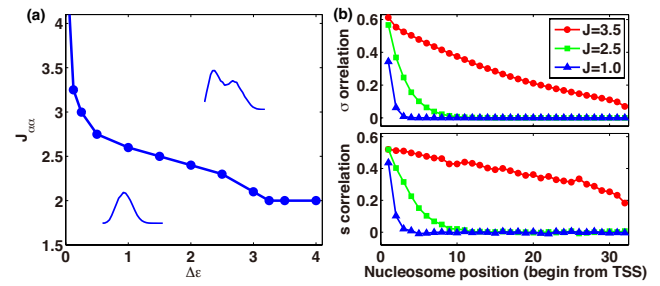 (a)
4
3.5
3
2.5
2
1.5
J_αα
0 1 2 3 4
Δε
(b)
0.6
0.4
0.2
0
σ orrelation
J=3.5
J=2.5
J=1.0
0.6
0.4
0.2
0
s correlation
0 10 20 30
Nucleosome position (begin from TSS)